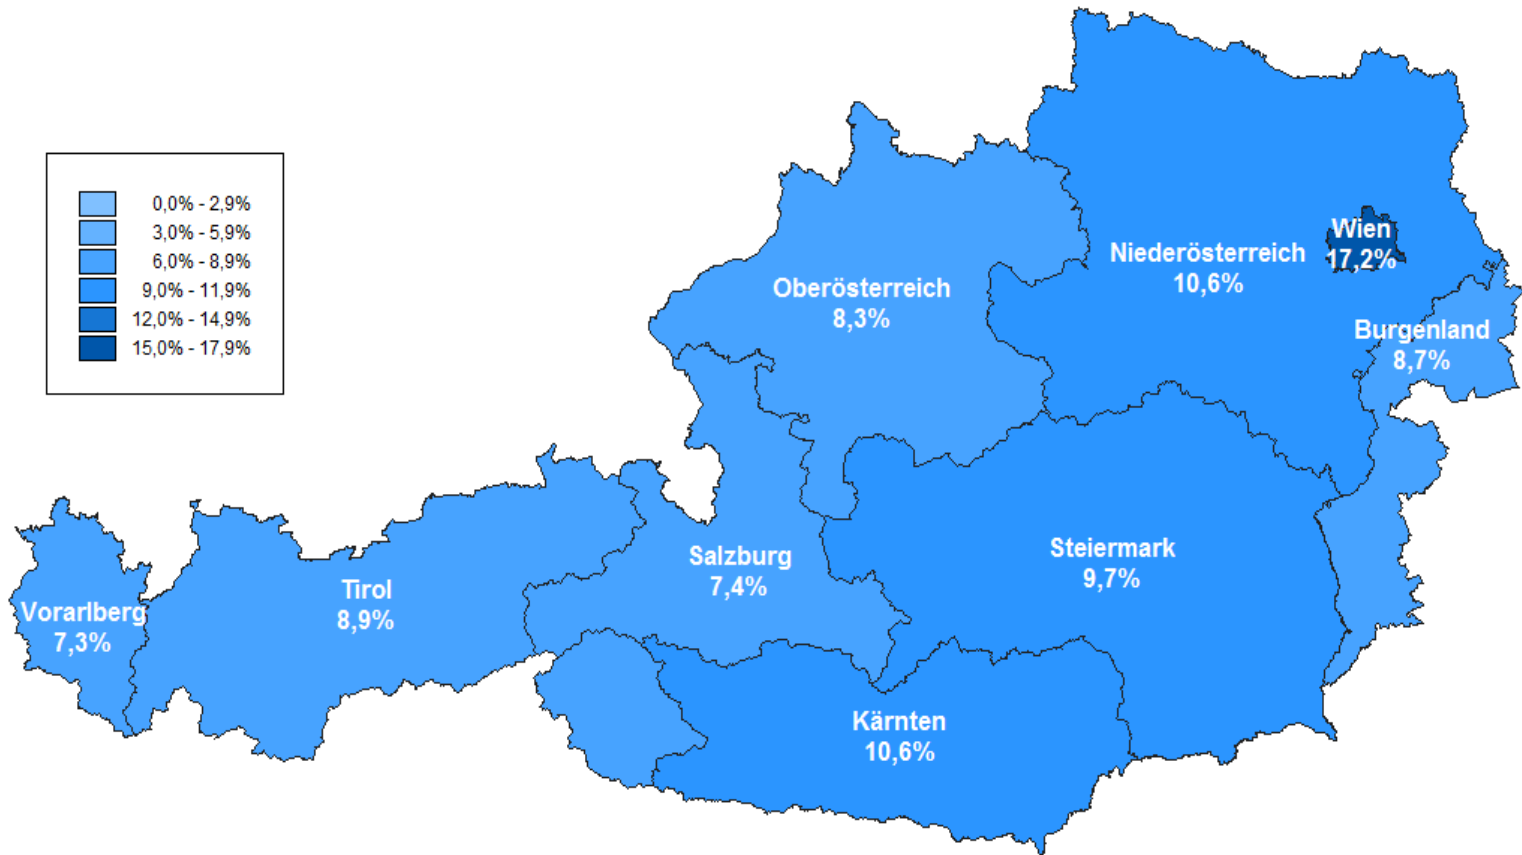 0,0% - 2,9%
3,0% - 5,9%
6,0% - 8,9%
9,0% - 11,9%
12,0% - 14,9%
15,0% - 17,9%
Wien
17,2%
Niederösterreich
10,6%
Oberösterreich
8,3%
Burgenland
8,7%
Steiermark
9,7%
Salzburg
7,4%
Tirol
8,9%
Vorarlberg
7,3%
Kärnten
10,6%